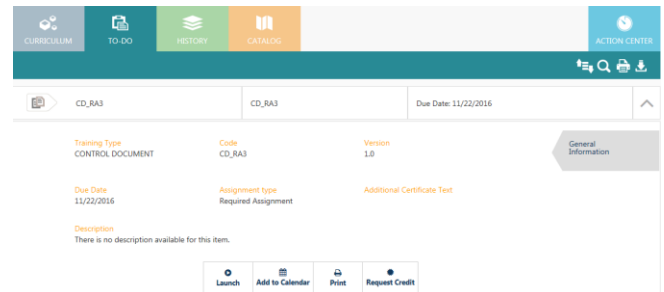 CURRICULUM TO-DO HISTORY CATALOG ACTION CENTER
CD_RA3 CD_RA3 Due Date: 11/22/2016
Training Type Code Version General
CONTROL DOCUMENT CD_RA3 1.0 Information
Due Date Assignment type Additional Certificate Text
11/22/2016 Required Assignment
Description
There is no description available for this item.
Launch Add to Calendar Print Request Credit